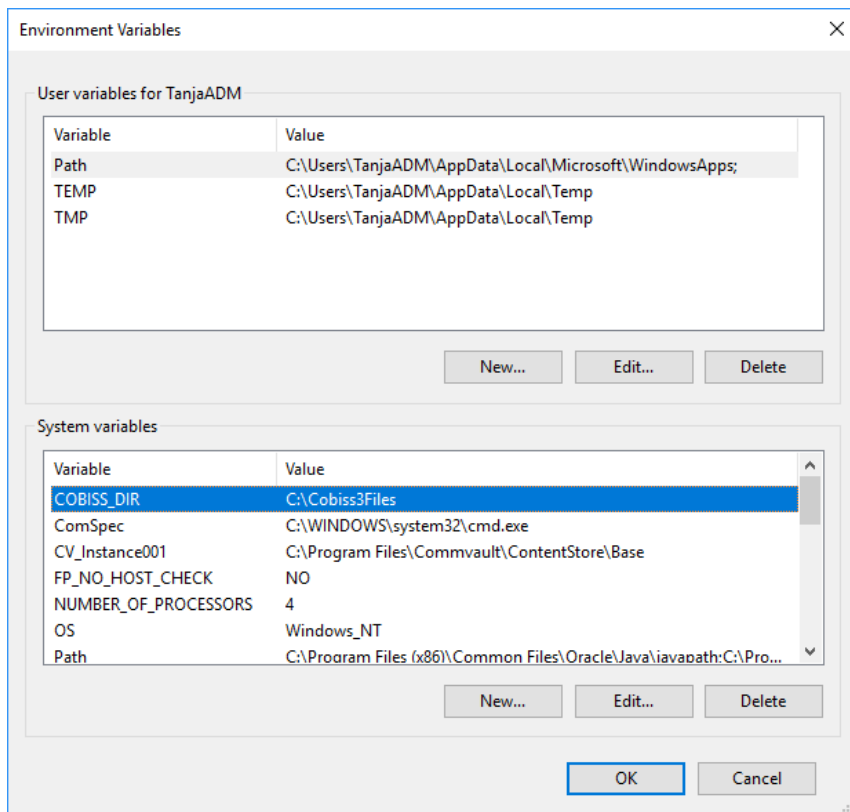 Environment Variables
User variables for TanjaADM
Variable Value
Path C:\Users\TanjaADM\AppData\Local\Microsoft\WindowsApps;
TEMP C:\Users\TanjaADM\AppData\Local\Temp
TMP C:\Users\TanjaADM\AppData\Local\Temp
New... Edit... Delete
System variables
Variable Value
COBISS_DIR C:\Cobiss3Files
ComSpec C:\WINDOWS\system32\cmd.exe
CV_Instance001 C:\Program Files\Commvault\ContentStore\Base
FP_NO_HOST_CHECK NO
NUMBER_OF_PROCESSORS 4
OS Windows_NT
Path C:\Program Files (x86)\Common Files\Oracle\Java\javapath;C:\Pro...
New... Edit... Delete
OK Cancel